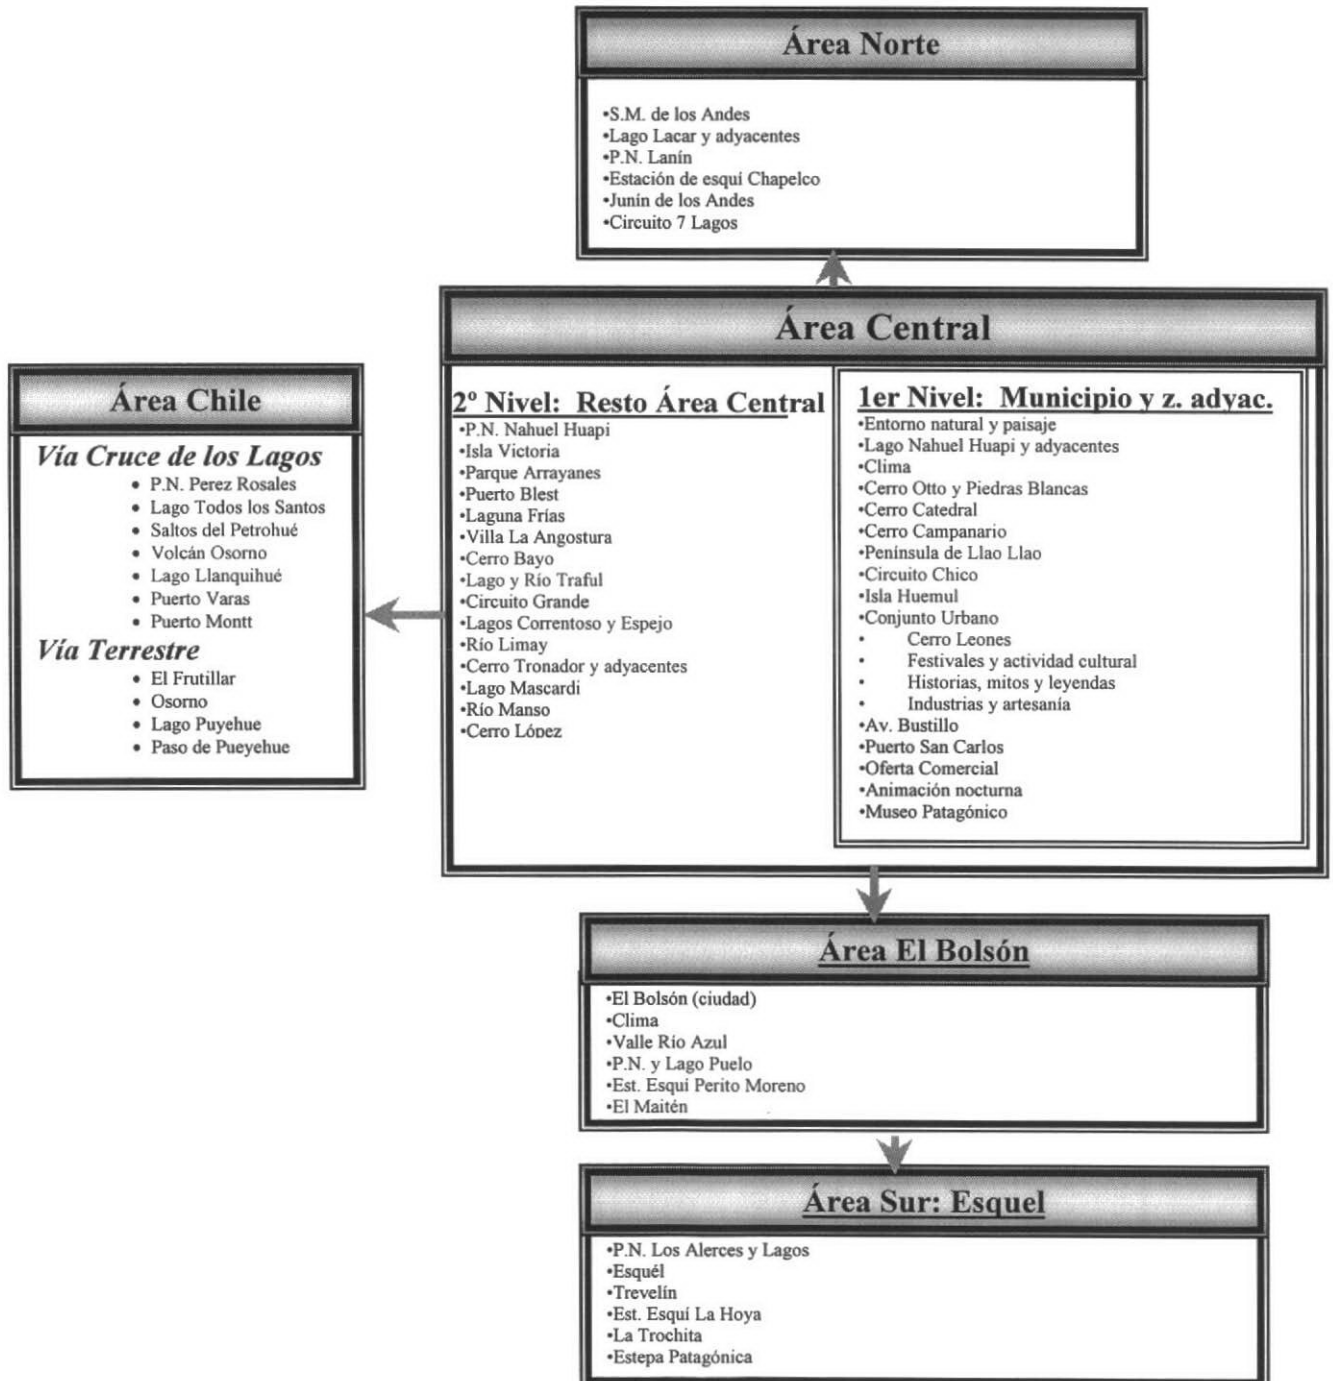 Área Norte
•S.M. de los Andes
•Lago Lacar y adyacentes
•P.N. Lanín
•Estación de esquí Chapelco
•Junín de los Andes
•Circuito 7 Lagos
Área Central
2º Nivel: Resto Área Central
•P.N. Nahuel Huapi
•Isla Victoria
•Parque Arrayanes
•Puerto Blest
•Laguna Frías
•Villa La Angostura
•Cerro Bayo
•Lago y Río Traful
•Circuito Grande
•Lagos Correntoso y Espejo
•Río Limay
•Cerro Tronador y adyacentes
•Lago Mascardi
•Río Manso
•Cerro López
1er Nivel: Municipio y z. adyac.
•Entorno natural y paisaje
•Lago Nahuel Huapi y adyacentes
•Clima
•Cerro Otto y Piedras Blancas
•Cerro Catedral
•Cerro Campanario
•Península de Llao Llao
•Circuito Chico
•Isla Huemul
•Conjunto Urbano
• Cerro Leones
• Festivales y actividad cultural
• Historias, mitos y leyendas
• Industrias y artesanía
•Av. Bustillo
•Puerto San Carlos
•Oferta Comercial
•Animación nocturna
•Museo Patagónico
Área Chile
Vía Cruce de los Lagos
• P.N. Perez Rosales
• Lago Todos los Santos
• Saltos del Petrohué
• Volcán Osorno
• Lago Llanquihué
• Puerto Varas
• Puerto Montt
Vía Terrestre
• El Frutillar
• Osorno
• Lago Puyehue
• Paso de Pueyehue
Área El Bolsón
•El Bolsón (ciudad)
•Clima
•Valle Río Azul
•P.N. y Lago Puelo
•Est. Esquí Perito Moreno
•El Maitén
Área Sur: Esquel
•P.N. Los Alerces y Lagos
•Esquél
•Trevelín
•Est. Esquí La Hoya
•La Trochita
•Estepa Patagónica